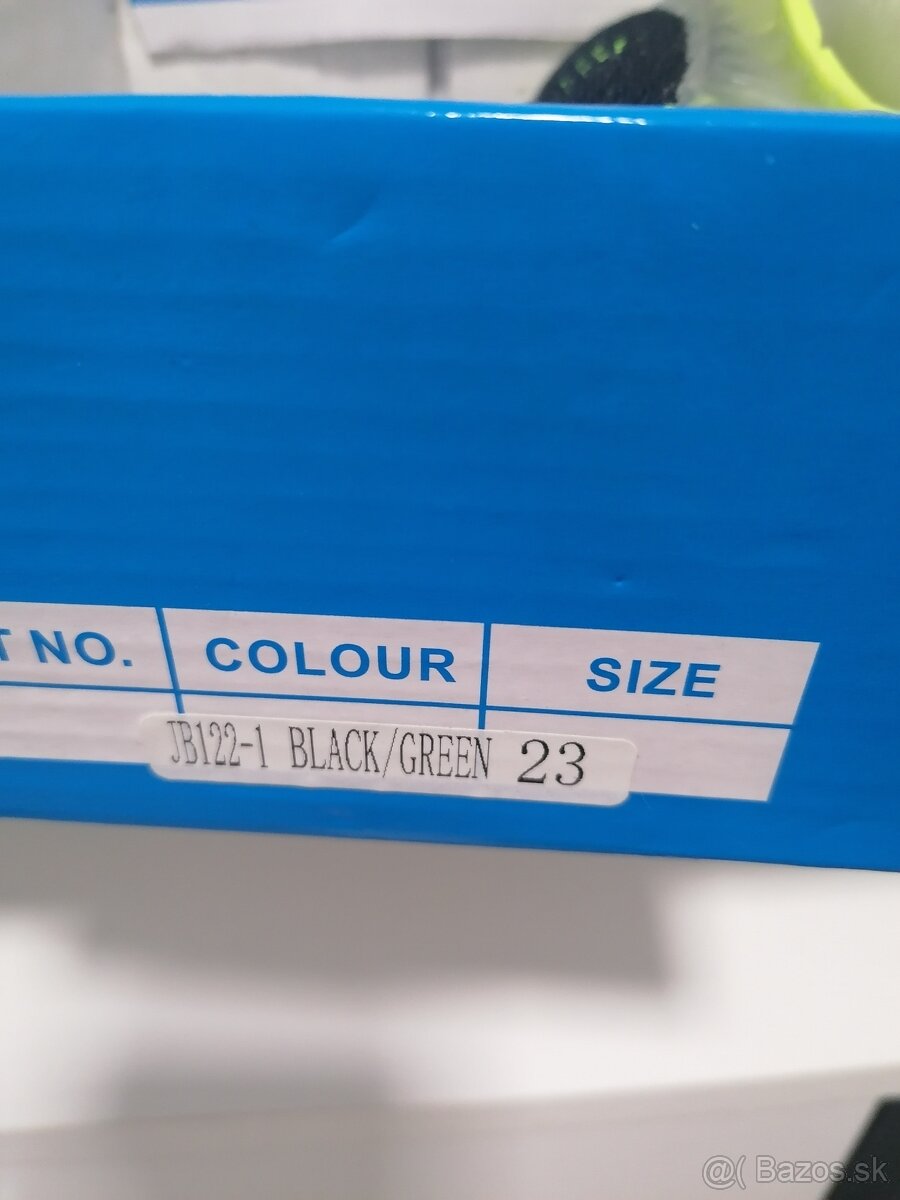 T NO. COLOUR SIZE
JB122-1 BLACK/GREEN 23
@( Bazos.sk